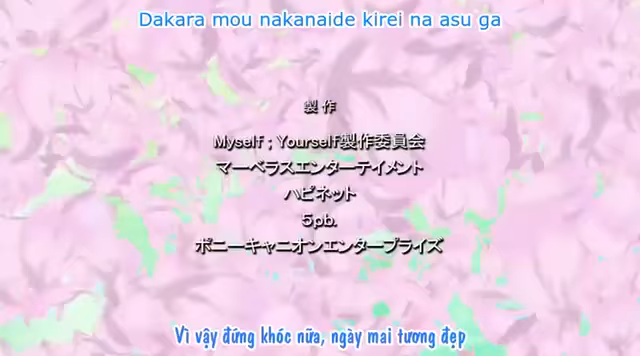 Dakara mou nakanaide kirei na asu ga
製作
Myself ; Yourself製作委員会
マーベラスエンターテイメント
ハピネット
5pb.
ポニーキャニオンエンタープライズ
Vì vậy đừng khóc nữa, ngày mai tương đẹp